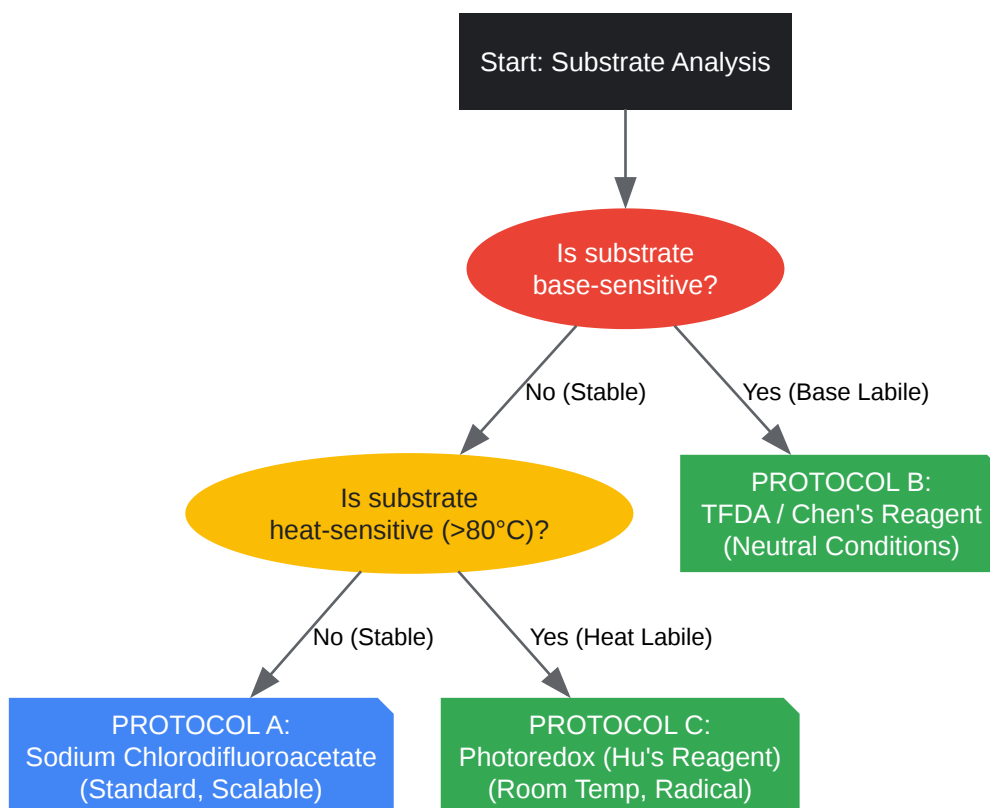 Start: Substrate Analysis
Is substrate
base-sensitive?
No (Stable)
Yes (Base Labile)
Is substrate
heat-sensitive (>80°C)?
PROTOCOL B:
TFDA / Chen's Reagent
(Neutral Conditions)
No (Stable)
Yes (Heat Labile)
PROTOCOL A:
Sodium Chlorodifluoroacetate
(Standard, Scalable)
PROTOCOL C:
Photoredox (Hu's Reagent)
(Room Temp, Radical)